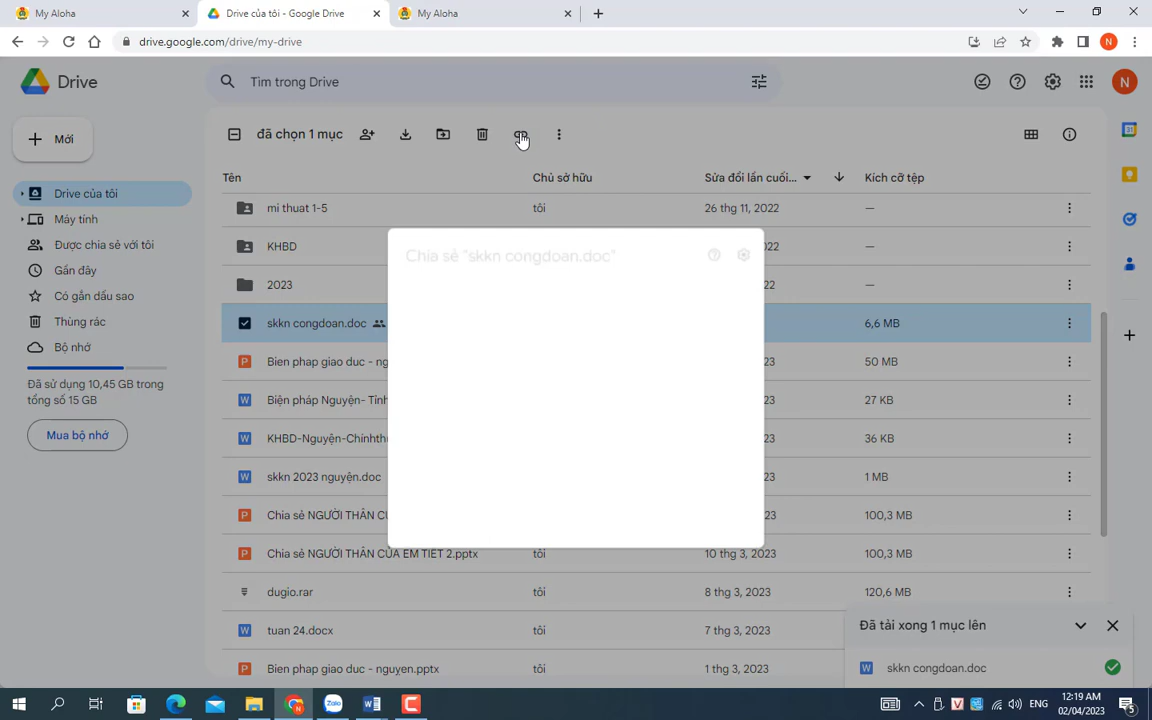 My Aloha
Drive của tôi - Google Drive
My Aloha
drive.google.com/drive/my-drive
N
Drive
Tìm trong Drive
N
Mới
đã chọn 1 mục
Tên
Chủ sở hữu
Sửa đổi lần cuối...
Kích cỡ tệp
Drive của tôi
Máy tính
Được chia sẻ với tôi
Gần đây
Có gắn dấu sao
Thùng rác
Bộ nhớ
Đã sử dụng 10,45 GB trong
tổng số 15 GB
Mua bộ nhớ
mi thuat 1-5
tôi
26 thg 11, 2022
—
KHBD
022
—
2023
22
—
Chia sẻ "skkn congdoan.doc"
skkn congdoan.doc
6,6 MB
Bien phap giao duc - ng
23
50 MB
Biện pháp Nguyện- Tỉnh
23
27 KB
KHBD-Nguyện-Chínhth
23
36 KB
skkn 2023 nguyện.doc
23
1 MB
Chia sẻ NGƯỜI THÂN C
23
100,3 MB
Chia sẻ NGƯỜI THÂN CỦA EM TIẾT 2.pptx
tôi
10 thg 3, 2023
100,3 MB
dugio.rar
tôi
8 thg 3, 2023
120,6 MB
tuan 24.docx
tôi
7 thg 3, 2023
Bien phap giao duc - nguyen.pptx
tôi
1 thg 3, 2023
Đã tải xong 1 mục lên
skkn congdoan.doc
ENG
12:19 AM
02/04/2023
5